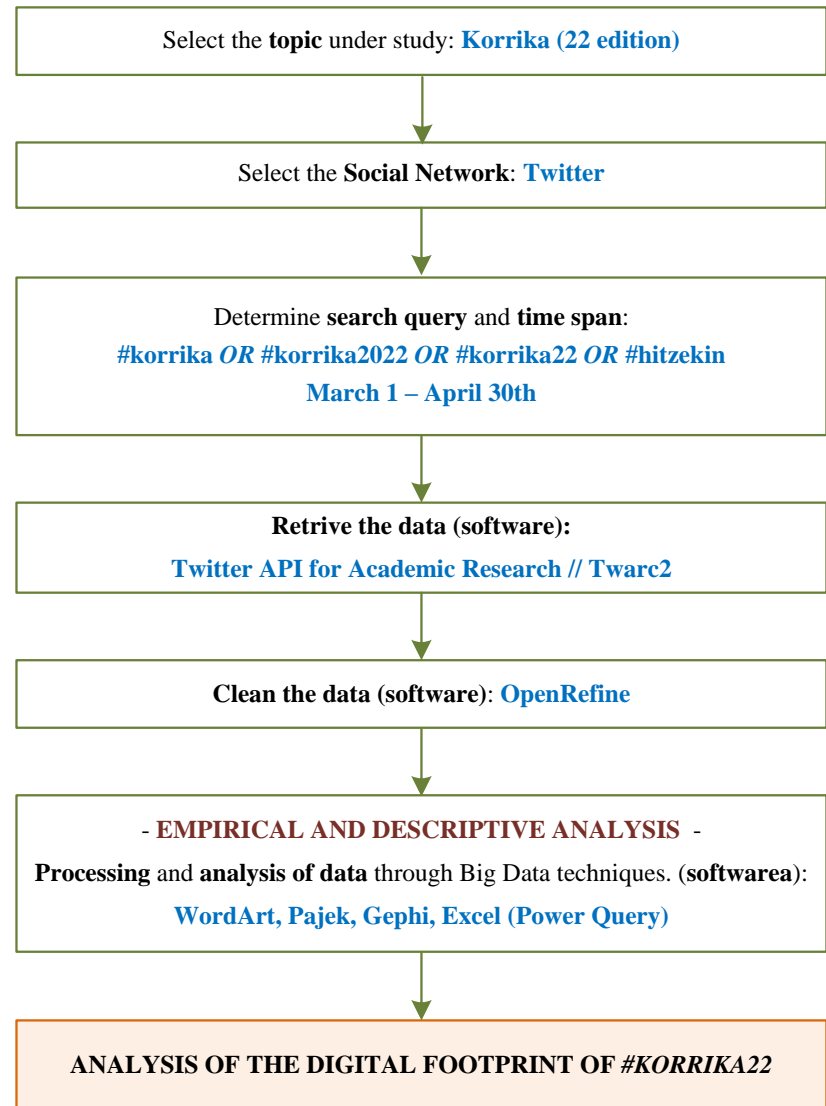 Select the topic under study: Korrika (22 edition)
Select the Social Network: Twitter
Determine search query and time span:
#korrika OR #korrika2022 OR #korrika22 OR #hitzekin
March 1 – April 30th
Retrive the data (software):
Twitter API for Academic Research // Twarc2
Clean the data (software): OpenRefine
- EMPIRICAL AND DESCRIPTIVE ANALYSIS -
Processing and analysis of data through Big Data techniques. (softwarea):
WordArt, Pajek, Gephi, Excel (Power Query)
ANALYSIS OF THE DIGITAL FOOTPRINT OF #KORRIKA22